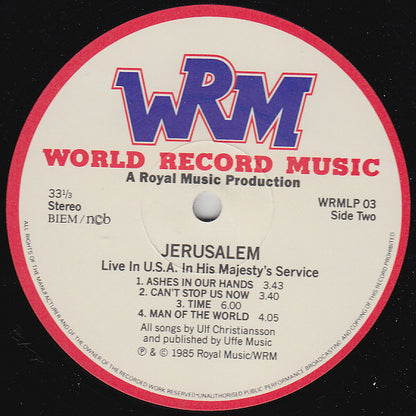 WRM
WORLD RECORD MUSIC
A Royal Music Production
33 1/3
Stereo
BIEM/ncb
WRMLP 03
Side Two
JERUSALEM
Live In U.S.A. In His Majesty's Service
1. ASHES IN OUR HANDS 3.43
2. CAN'T STOP US NOW 3.40
3. TIME 6.00
4. MAN OF THE WORLD 4.05
All songs by Ulf Christiansson
and published by Uffe Music
℗ & © 1985 Royal Music/WRM
ALL RIGHTS OF THE MANUFACTURER AND OF THE OWNER OF THE RECORDED WORK RESERVED·UNAUTHORISED PUBLIC PERFORMANCE BROADCASTING AND COPYING OF THIS RECORD PROHIBITED